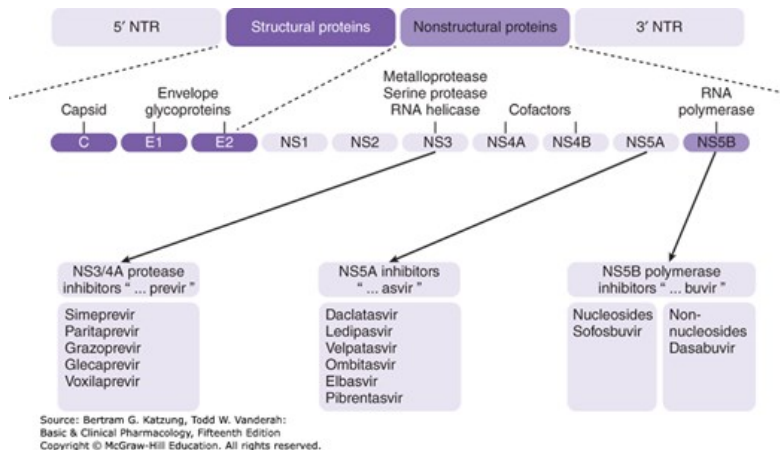 5′ NTR
Structural proteins
Nonstructural proteins
3′ NTR
Capsid
Envelope
glycoproteins
Metalloprotease
Serine protease
RNA helicase
Cofactors
RNA
polymerase
C
E1
E2
NS1
NS2
NS3
NS4A
NS4B
NS5A
NS5B
NS3/4A protease
inhibitors “ ... previr ”
Simeprevir
Paritaprevir
Grazoprevir
Glecaprevir
Voxilaprevir
NS5A inhibitors
“ ... asvir ”
Daclatasvir
Ledipasvir
Velpatasvir
Ombitasvir
Elbasvir
Pibrentasvir
NS5B polymerase
inhibitors “ ... buvir ”
Nucleosides
Sofosbuvir
Non-
nucleosides
Dasabuvir
Source: Bertram G. Katzung, Todd W. Vanderah:
Basic & Clinical Pharmacology, Fifteenth Edition
Copyright © McGraw-Hill Education. All rights reserved.